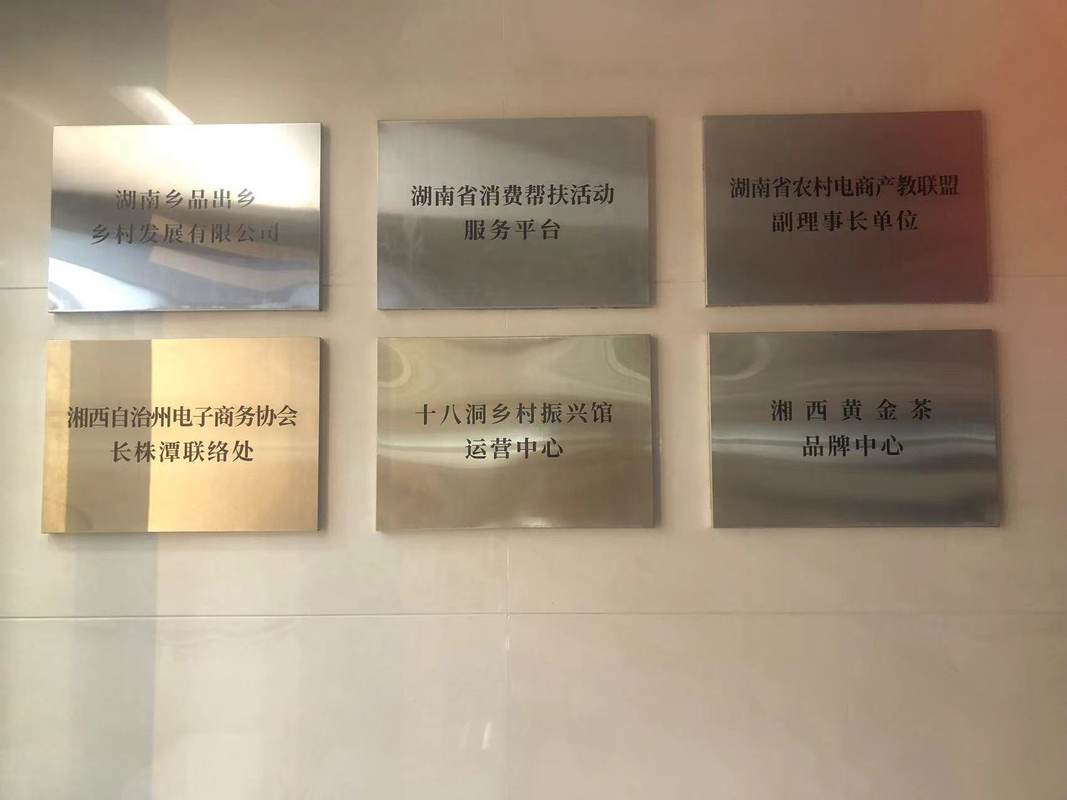 湖南乡品出乡
乡村发展有限公司
湖南省消费帮扶活动
服务平台
湖南省农村电商产教联盟
副理事长单位
湘西自治州电子商务协会
长株潭联络处
十八洞乡村振兴馆
运营中心
湘西黄金茶
品牌中心